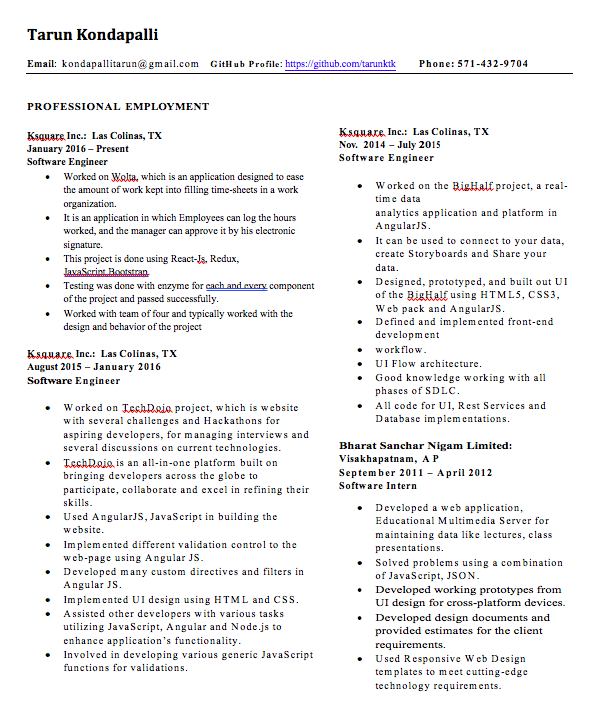 Tarun Kondapalli
Email: kondapallitarun@gmail.com GitHub Profile: https://github.com/tarunktk Phone: 571-432-9704
PROFESSIONAL EMPLOYMENT
Ksquare Inc.: Las Colinas, TX
January 2016 – Present
Software Engineer
• Worked on Wolta, which is an application designed to ease
the amount of work kept into filling time-sheets in a work
organization.
• It is an application in which Employees can log the hours
worked, and the manager can approve it by his electronic
signature.
• This project is done using React-Js, Redux,
JavaScript,Bootstrap.
• Testing was done with enzyme for each and every component
of the project and passed successfully.
• Worked with team of four and typically worked with the
design and behavior of the project
Ksquare Inc.: Las Colinas, TX
August 2015 – January 2016
Software Engineer
• Worked on TechDojo project, which is website
with several challenges and Hackathons for
aspiring developers, for managing interviews and
several discussions on current technologies.
• TechDojo is an all-in-one platform built on
bringing developers across the globe to
participate, collaborate and excel in refining their
skills.
• Used AngularJS, JavaScript in building the
website.
• Implemented different validation control to the
web-page using Angular JS.
• Developed many custom directives and filters in
Angular JS.
• Implemented UI design using HTML and CSS.
• Assisted other developers with various tasks
utilizing JavaScript, Angular and Node.js to
enhance application's functionality.
• Involved in developing various generic JavaScript
functions for validations.
Ksquare Inc.: Las Colinas, TX
Nov. 2014 – July 2015
Software Engineer
• Worked on the BigHalf project, a real-
time data
analytics application and platform in
AngularJS.
• It can be used to connect to your data,
create Storyboards and Share your
data.
• Designed, prototyped, and built out UI
of the BigHalf using HTML5, CSS3,
Web pack and AngularJS.
• Defined and implemented front-end
development
• workflow.
• UI Flow architecture.
• Good knowledge working with all
phases of SDLC.
• All code for UI, Rest Services and
Database implementations.
Bharat Sanchar Nigam Limited:
Visakhapatnam, A P
September 2011 – April 2012
Software Intern
• Developed a web application,
Educational Multimedia Server for
maintaining data like lectures, class
presentations.
• Solved problems using a combination
of JavaScript, JSON.
• Developed working prototypes from
UI design for cross-platform devices.
• Developed design documents and
provided estimates for the client
requirements.
• Used Responsive Web Design
templates to meet cutting-edge
technology requirements.